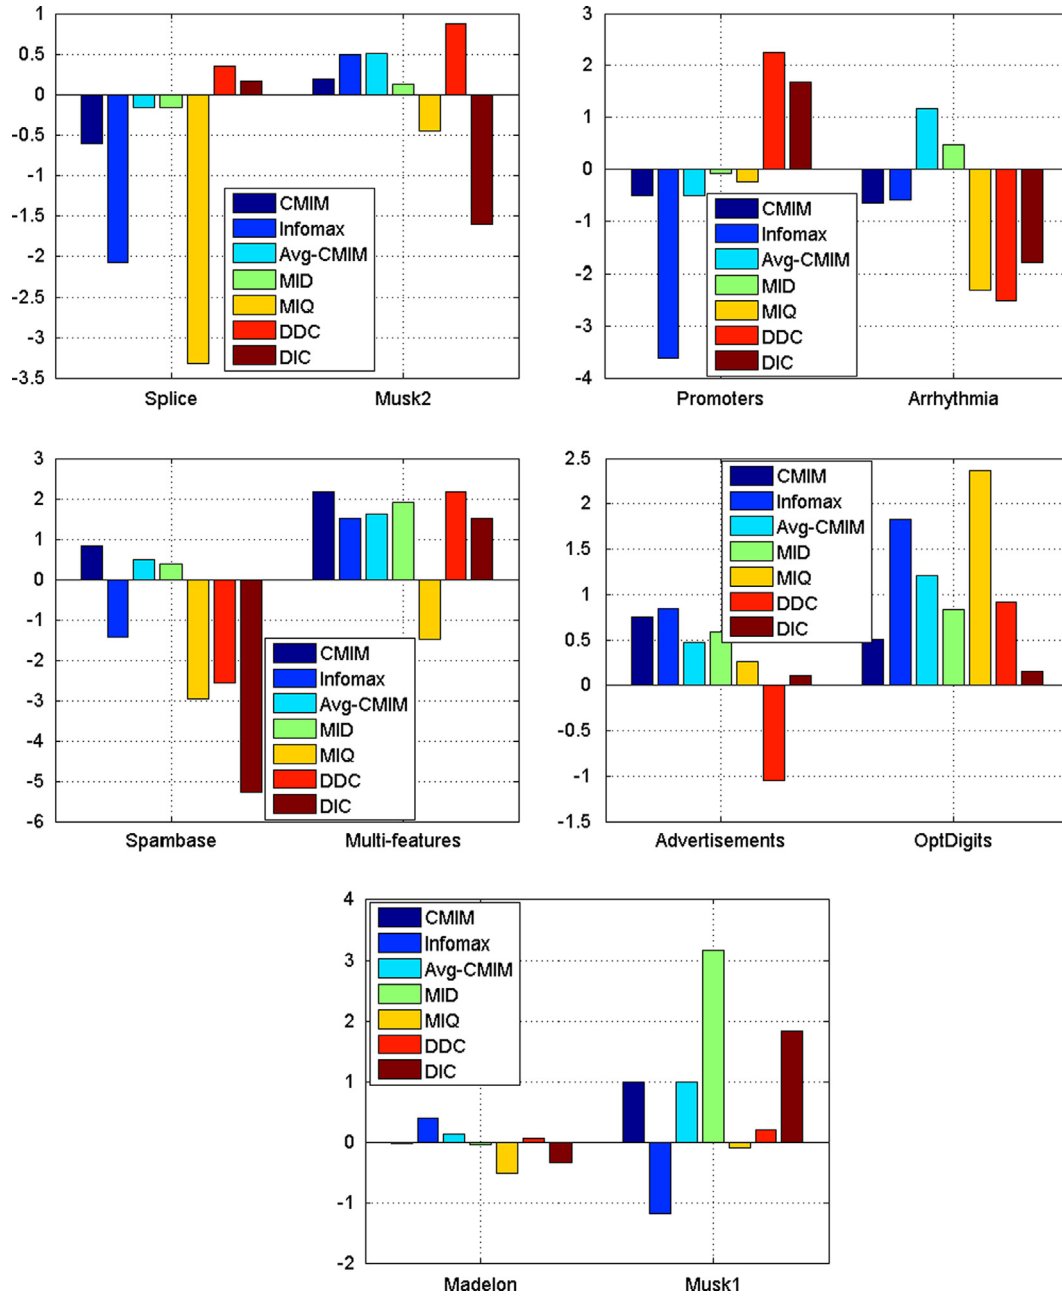 1
0.5
0
-0.5
-1
-1.5
-2
-2.5
-3
-3.5
CMIM
Infomax
Avg-CMIM
MID
MIQ
DDC
DIC
Splice Musk2
3
2
1
0
-1
-2
-3
-4
CMIM
Infomax
Avg-CMIM
MID
MIQ
DDC
DIC
Promoters Arrhythmia
3
2
1
0
-1
-2
-3
-4
-5
-6
CMIM
Infomax
Avg-CMIM
MID
MIQ
DDC
DIC
Spambase Multi-features
2.5
2
1.5
1
0.5
0
-0.5
-1
-1.5
CMIM
Infomax
Avg-CMIM
MID
MIQ
DDC
DIC
Advertisements OptDigits
4
3
2
1
0
-1
-2
CMIM
Infomax
Avg-CMIM
MID
MIQ
DDC
DIC
Madelon Musk1